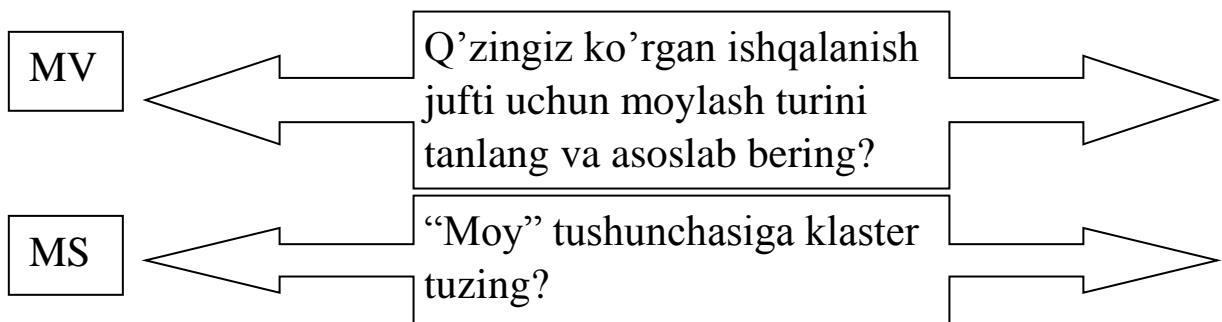 MV
Q’zingiz ko’rgan ishqalanish
jufti uchun moylash turini
tanlang va asoslab bering?
MS
“Moy” tushunchasiga klaster
tuzing?